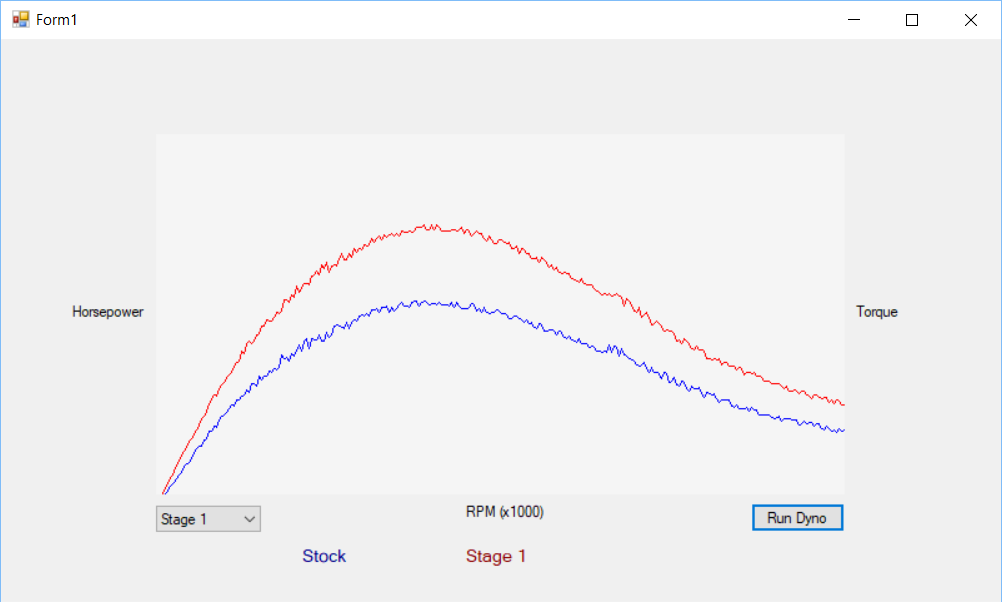 Form1
Horsepower
Torque
Stage 1
RPM (x1000)
Run Dyno
Stock
Stage 1